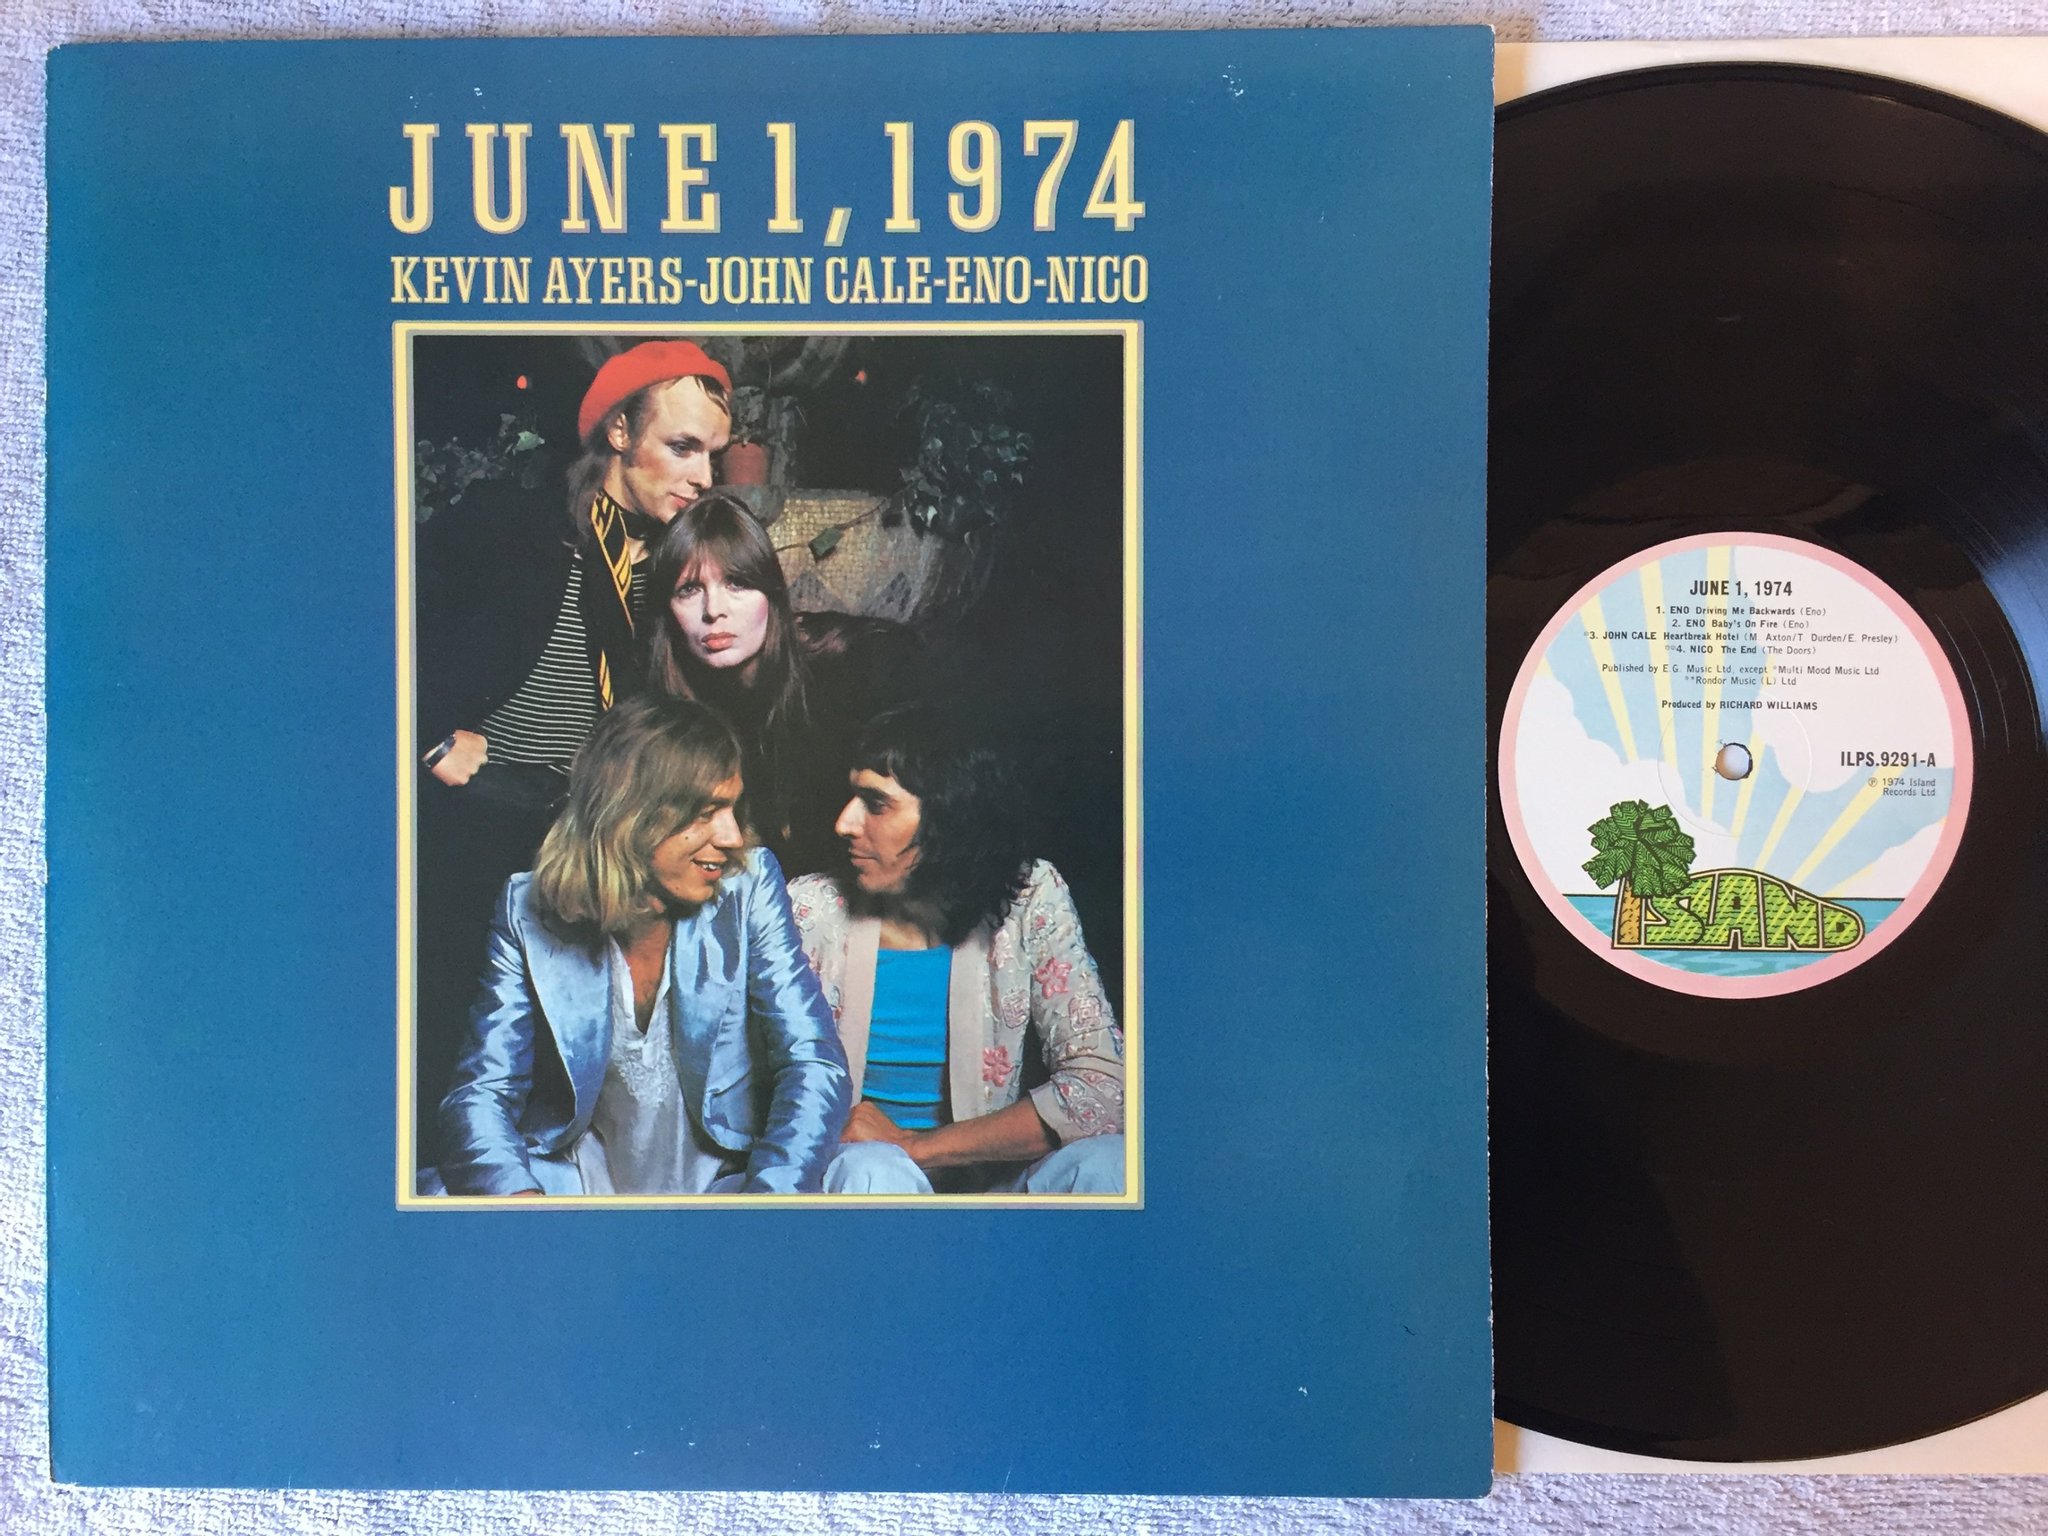 JUNE 1, 1974
KEVIN AYERS-JOHN CALE-ENO-NICO
JUNE 1, 1974
1. ENO Driving Me Backwards (Eno)
2. ENO Baby's On Fire (Eno)
*3. JOHN CALE Heartbreak Hotel (M. Axton/T. Durden/E. Presley)
**4. NICO The End (The Doors)
Published by E.G. Music Ltd. except *Multi Mood Music Ltd
**Rondor Music (L) Ltd
Produced by RICHARD WILLIAMS
ILPS.9291-A
℗ 1974 Island
Records Ltd
ISLAND